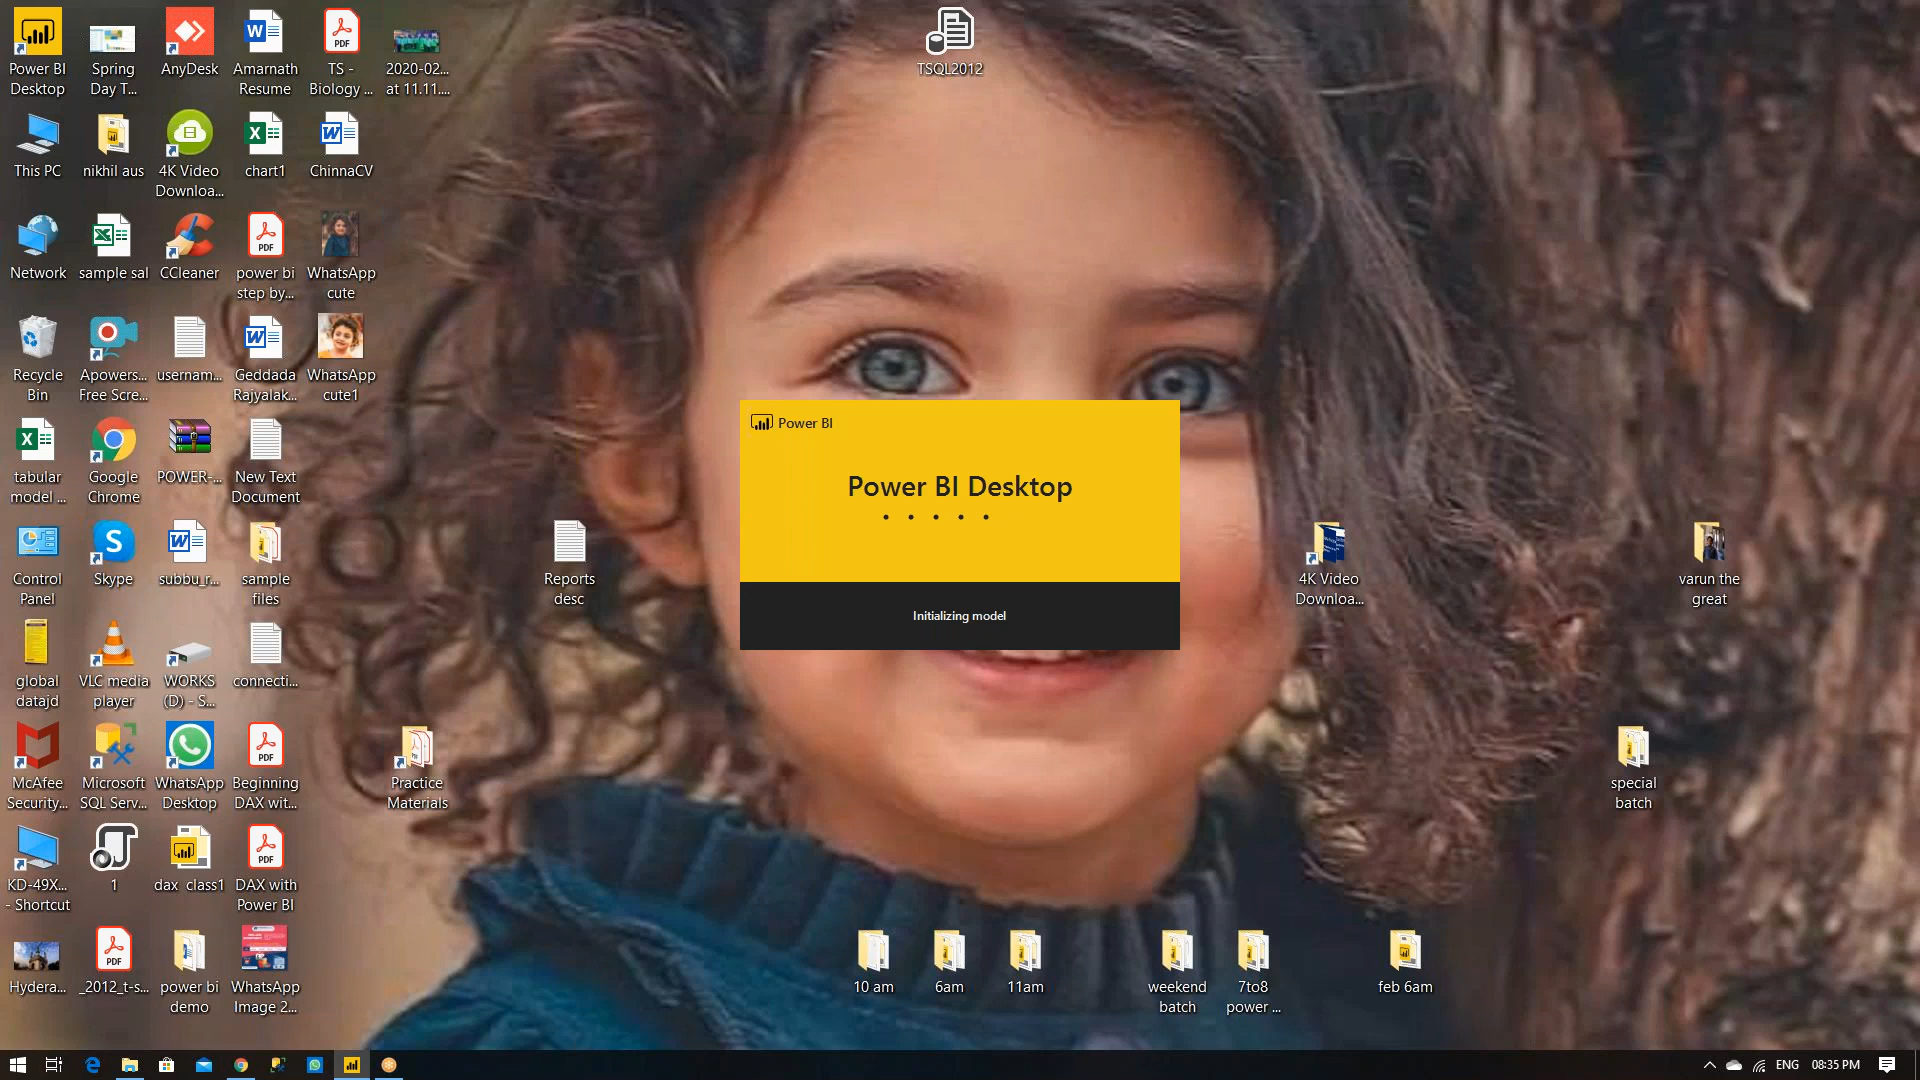 Power BI
Desktop
Spring
Day T...
AnyDesk
Amarnath
Resume
TS -
Biology ...
2020-02...
at 11.11....
TSQL2012
This PC
nikhil aus
4K Video
Downloa...
chart1
ChinnaCV
Network
sample sal
CCleaner
power bi
step by...
WhatsApp
cute
Recycle
Bin
Apowers...
Free Scre...
usernam...
Geddada
Rajyalak...
WhatsApp
cute1
Power BI
Power BI Desktop
Initializing model
tabular
model ...
Google
Chrome
POWER-...
New Text
Document
Control
Panel
Skype
subbu_r...
sample
files
Reports
desc
4K Video
Downloa...
varun the
great
global
datajd
VLC media
player
WORKS
(D) - S...
connecti...
McAfee
Security...
Microsoft
SQL Serv...
WhatsApp
Desktop
Beginning
DAX wit...
Practice
Materials
special
batch
KD-49X...
- Shortcut
1
dax_class1
DAX with
Power BI
Hydera...
_2012_t-s...
power bi
demo
WhatsApp
Image 2...
10 am
6am
11am
weekend
batch
7to8
power ...
feb 6am
ENG
08:35 PM